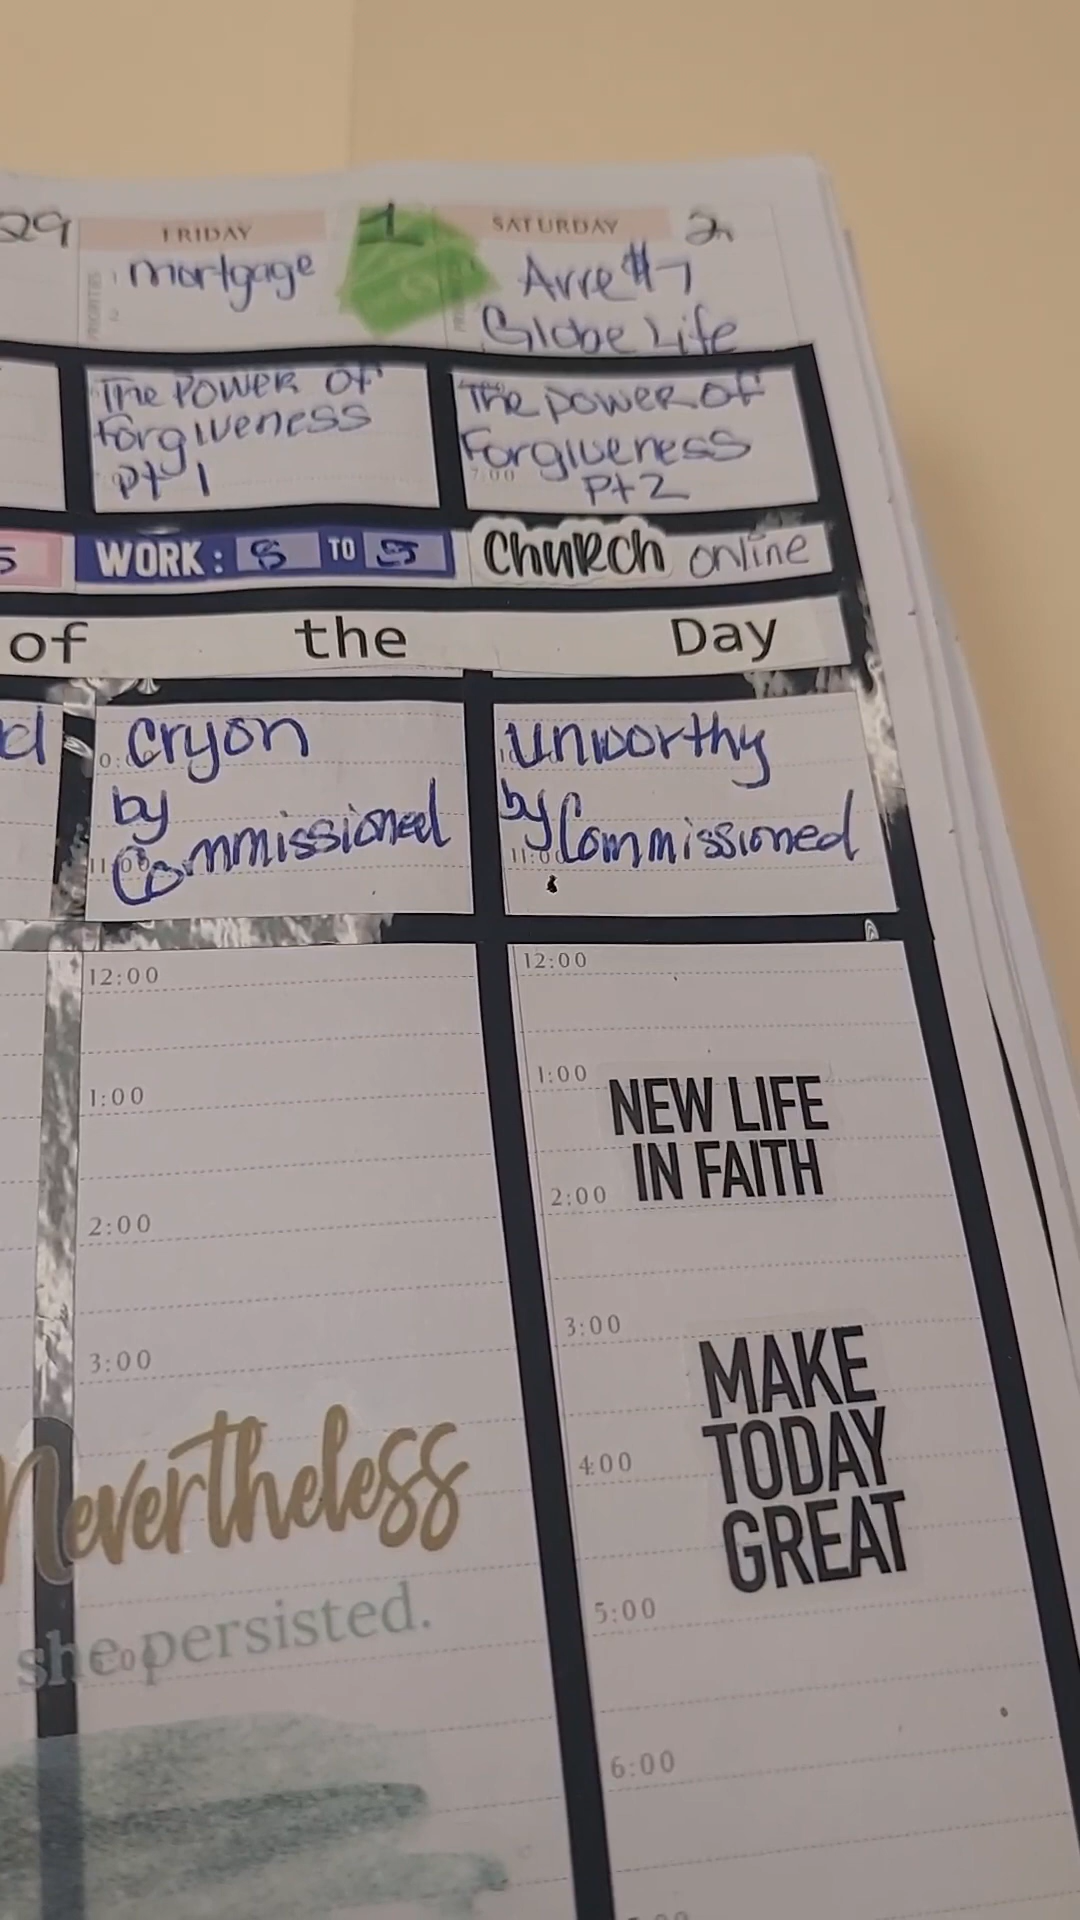 29 FRIDAY 1 SATURDAY 2
mortgage
Globe Life
The Power of
Forgiveness
Pt 1
The power of
Forgiveness
7:00
Pt 2
5 WORK: 8 TO 5 CHURCH online
of the Day
d
Cry on
by
Commissioned
11:00
unworthy
by Commissioned
11:00
12:00
1:00
2:00
3:00
Nevertheless
she persisted.
12:00
1:00
NEW LIFE
IN FAITH
2:00
3:00
MAKE
TODAY
4:00
GREAT
5:00
6:00